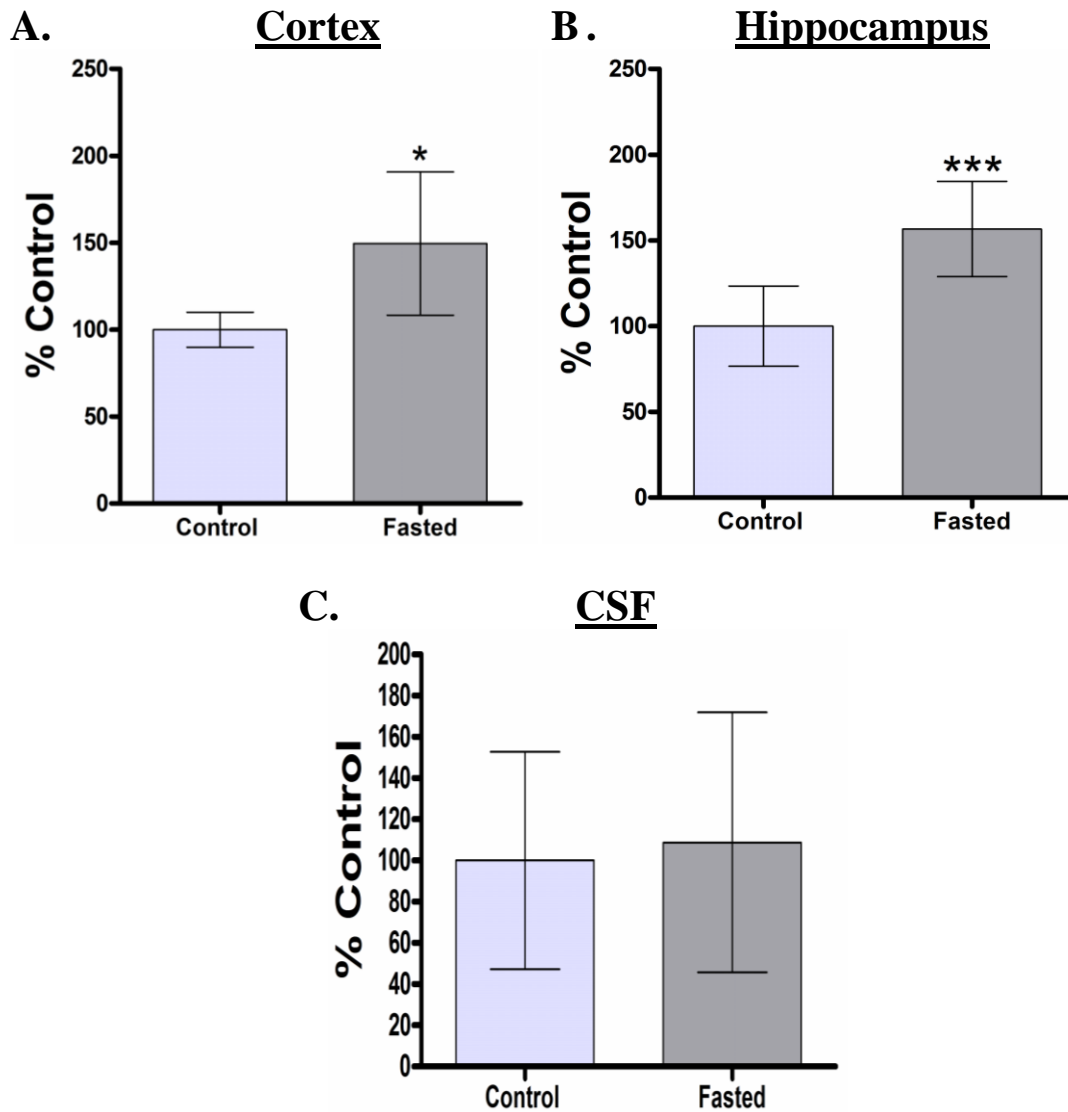 A. Cortex
250
200
150
100
50
0
% Control
*
Control Fasted
B. Hippocampus
250
200
150
100
50
0
% Control
***
Control Fasted
C. CSF
200
180
160
140
120
100
80
60
40
20
0
% Control
Control Fasted